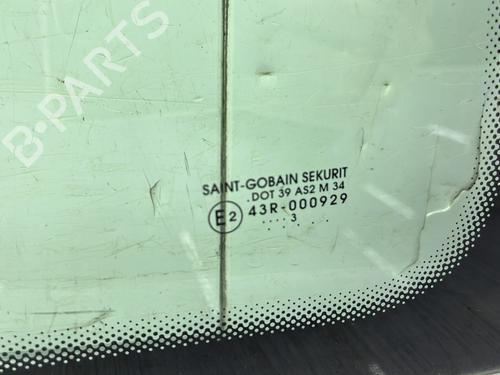 B-PARTS
SAINT-GOBAIN SEKURIT
.DOT 39 AS2 M 34
E2 43R-000929
3